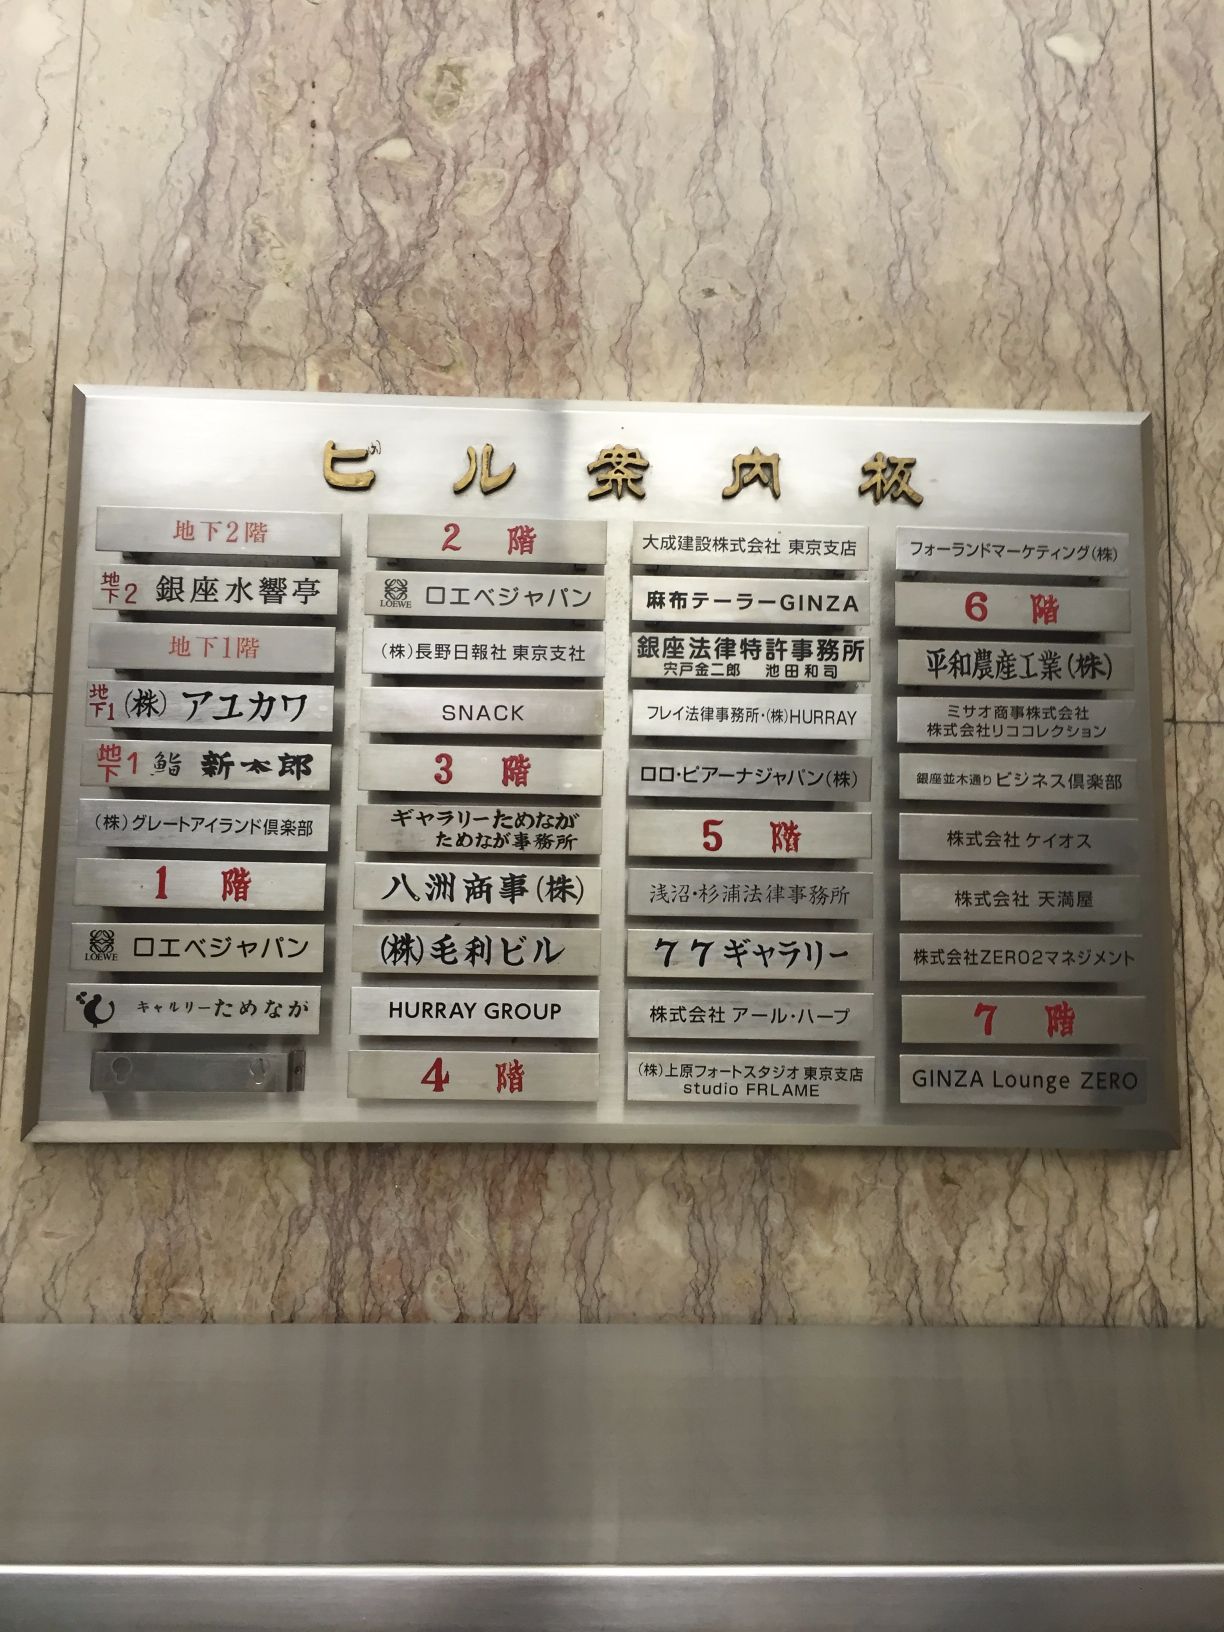 ビル案内板
地下2階
地下2 銀座水響亭
地下1階
地下1 (株)アユカワ
地下1 鮨 新太郎
(株)グレートアイランド倶楽部
1階
LOEWE ロエベジャパン
ギャルリーためなが
2階
LOEWE ロエベジャパン
(株)長野日報社 東京支社
SNACK
3階
ギャラリーためなが
ためなが事務所
八洲商事(株)
(株)毛利ビル
HURRAY GROUP
4階
大成建設株式会社 東京支店
麻布テーラーGINZA
銀座法律特許事務所
宍戸金二郎 池田和司
フレイ法律事務所・(株)HURRAY
ロロ・ピアーナジャパン(株)
5階
浅沼・杉浦法律事務所
77ギャラリー
株式会社 アール・ハープ
(株)上原フォートスタジオ 東京支店
studio FRLAME
フォーランドマーケティング(株)
6階
平和農産工業(株)
ミサオ商事株式会社
株式会社リココレクション
銀座並木通りビジネス倶楽部
株式会社 ケイオス
株式会社 天満屋
株式会社ZERO2マネジメント
7階
GINZA Lounge ZERO